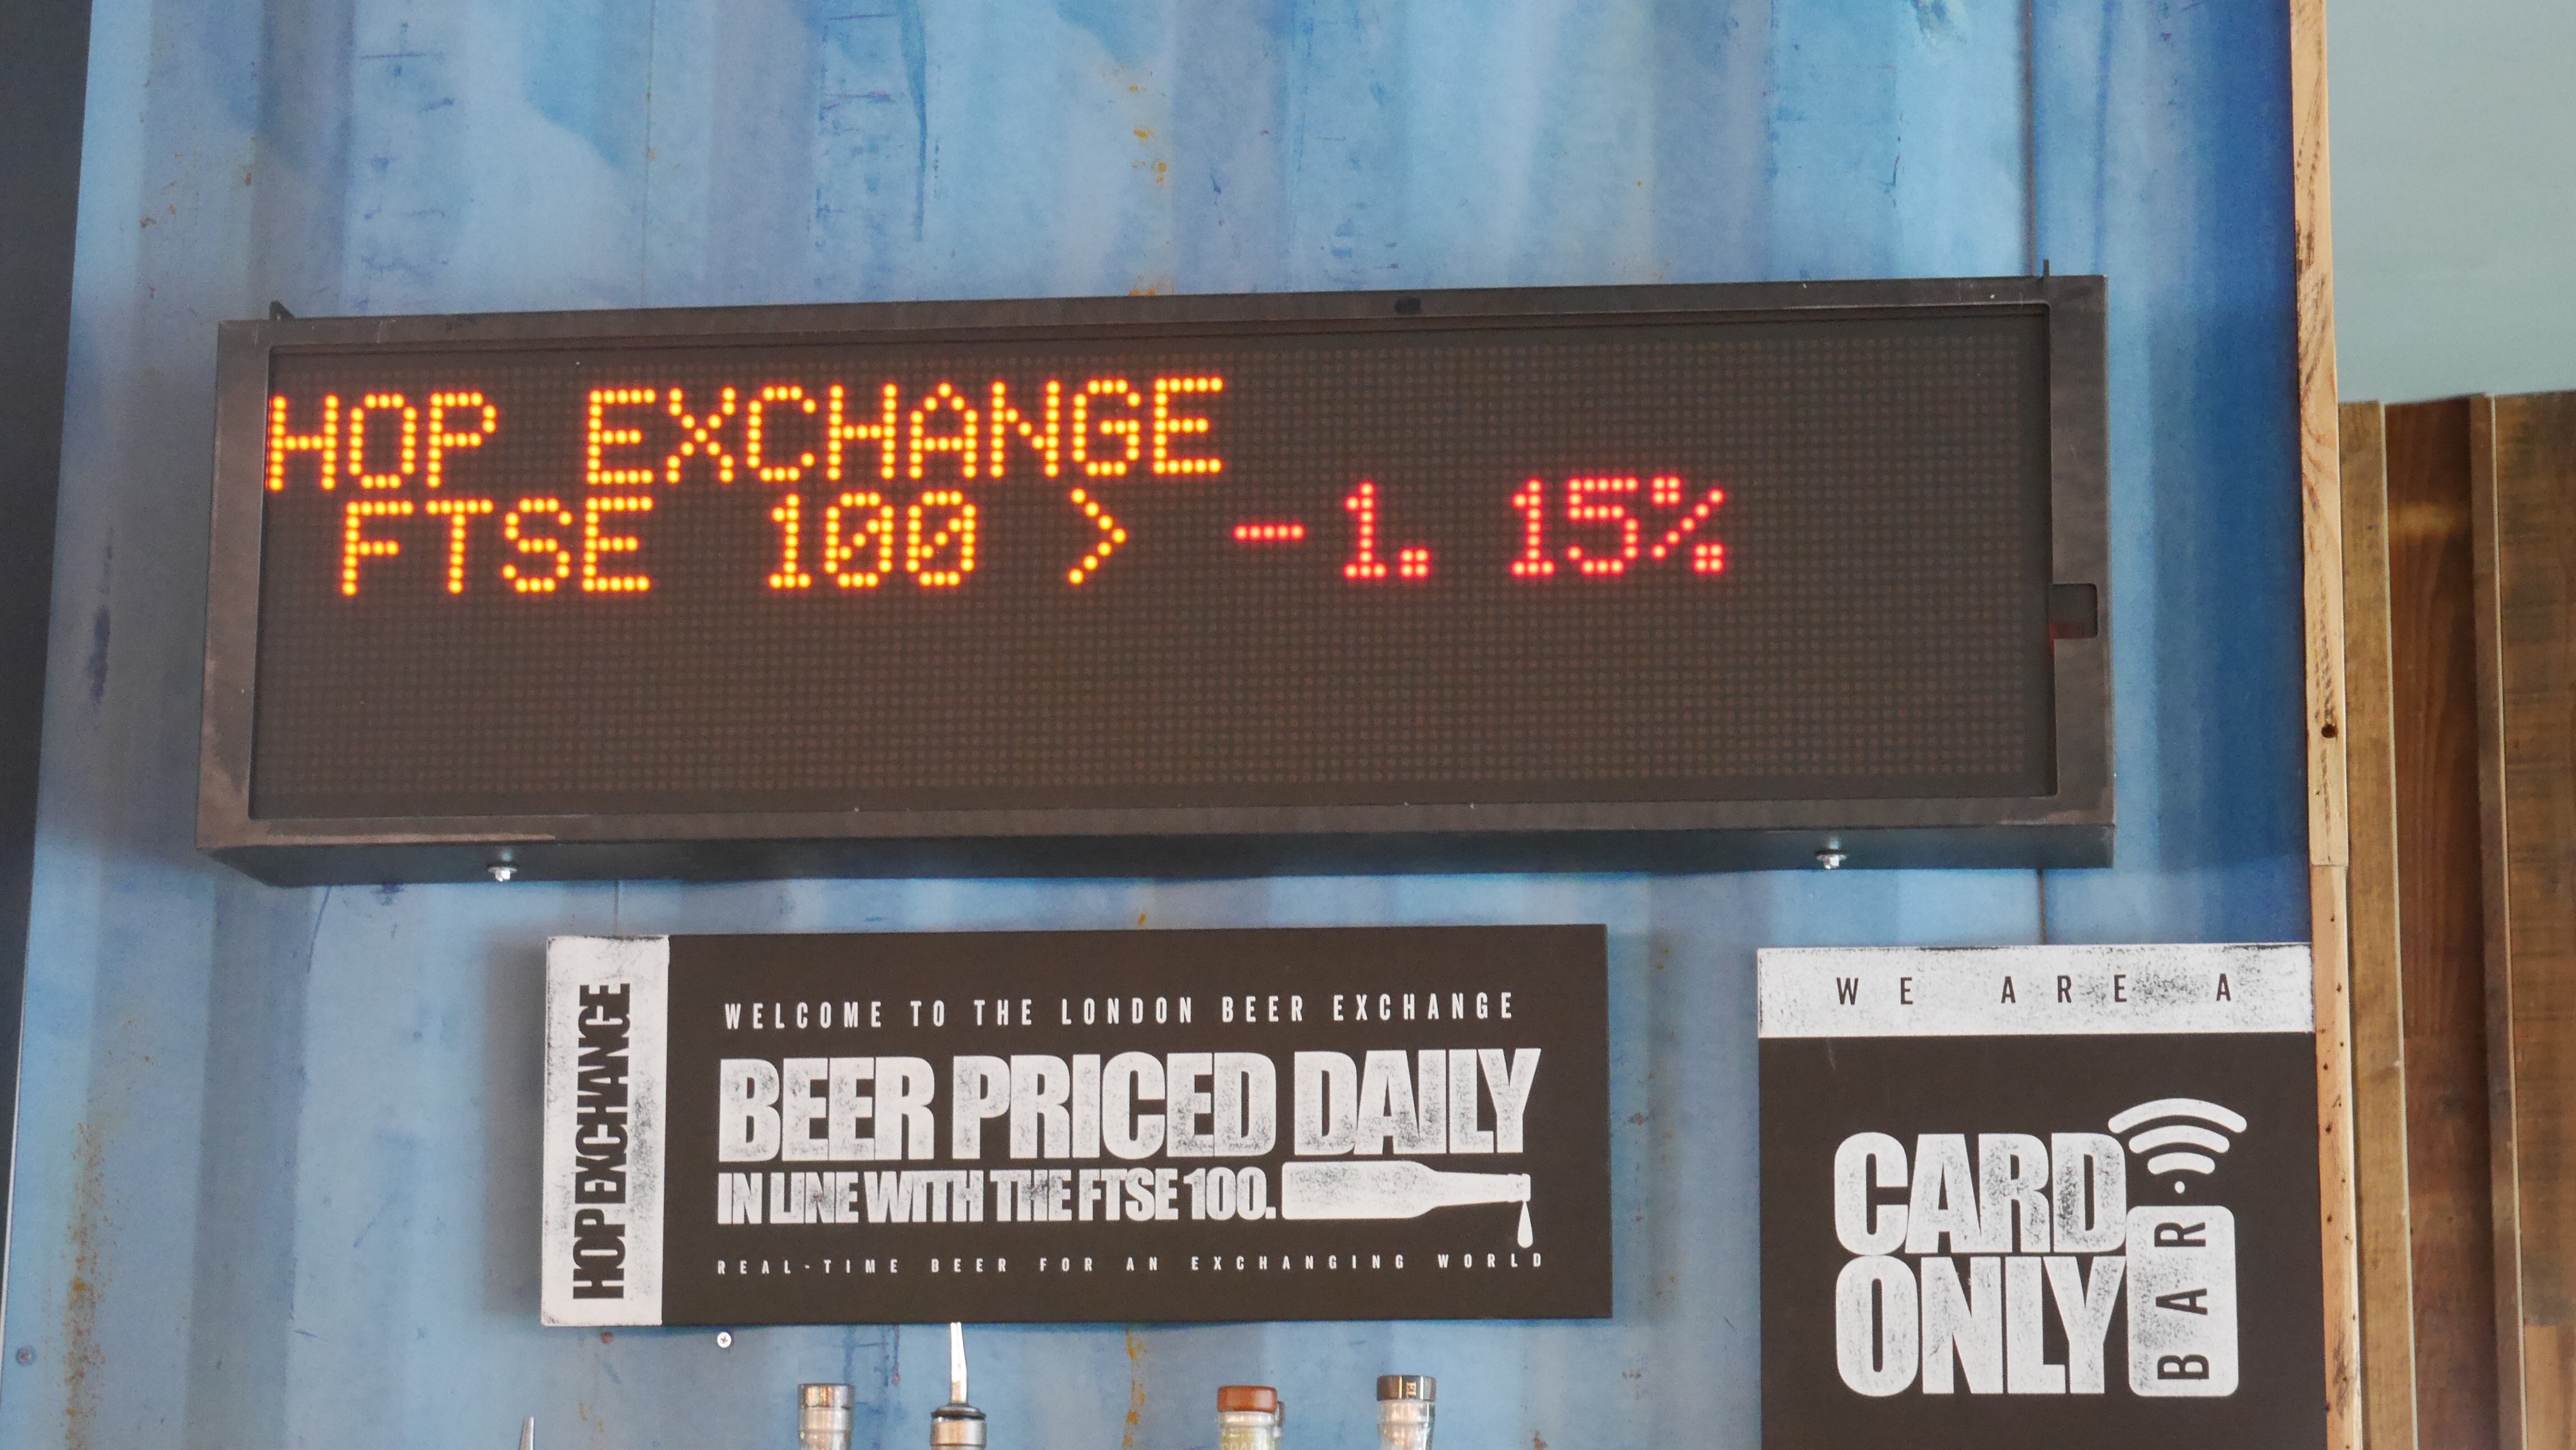 HOP EXCHANGE
FTSE 100 > -1.15%
HOP EXCHANGE
WELCOME TO THE LONDON BEER EXCHANGE
BEER PRICED DAILY
IN LINE WITH THE FTSE 100.
REAL-TIME BEER FOR AN EXCHANGING WORLD
WE ARE A
CARD
ONLY
BAR